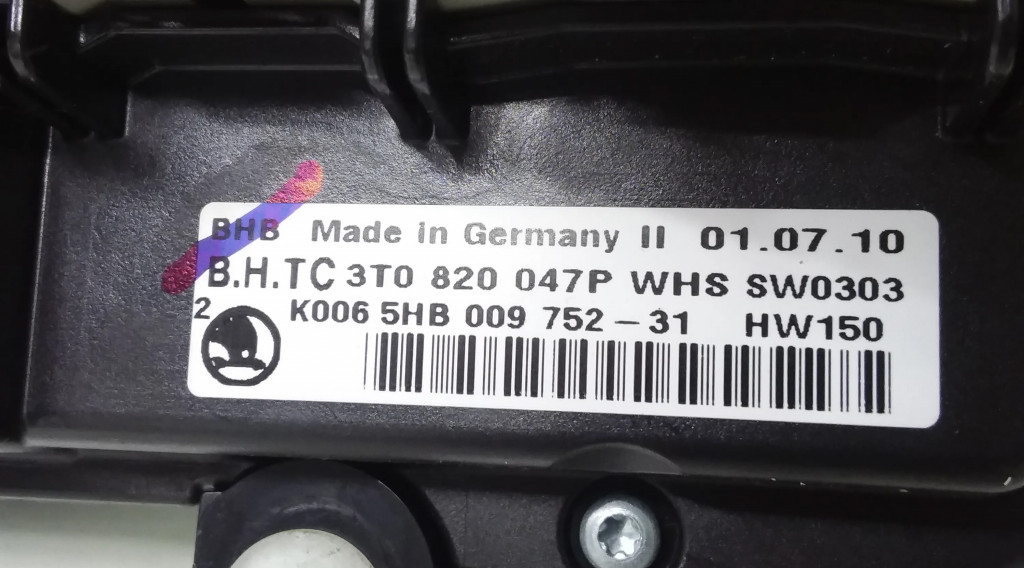 BHB Made in Germany II 01.07.10
B.H.TC 3T0 820 047P WHS SW0303
2 K006 5HB 009 752-31 HW150